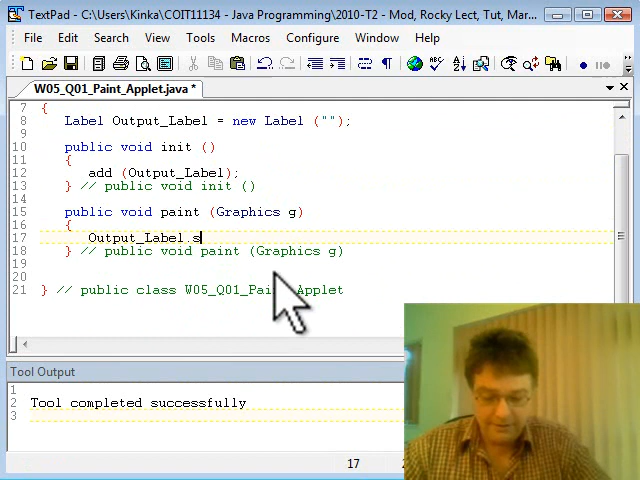 TextPad - C:\Users\Kinka\COIT11134 - Java Programming\2010-T2 - Mod, Rocky Lect, Tut, Mar...
File Edit Search View Tools Macros Configure Window Help
W05_Q01_Paint_Applet.java *
7 {
8 Label Output_Label = new Label ("");
9
10 public void init ()
11 {
12 add (Output_Label);
13 } // public void init ()
14
15 public void paint (Graphics g)
16 {
17 Output_Label.s
18 } // public void paint (Graphics g)
19
20
21 } // public class W05_Q01_Pa Applet
Tool Output
1
2 Tool completed successfully
3
17